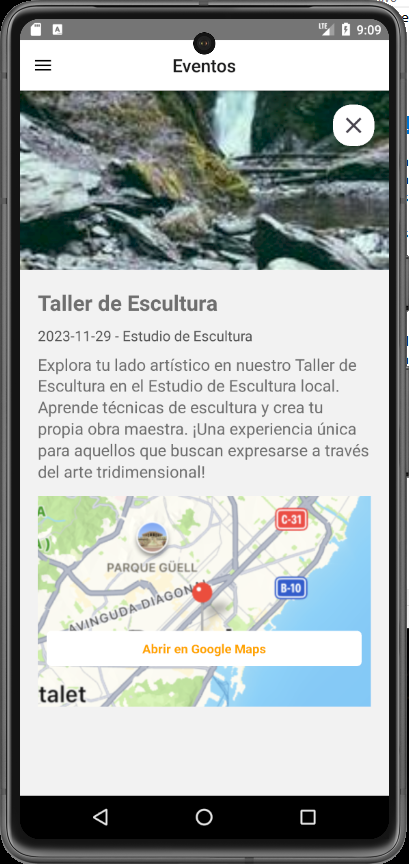 LTE 9:09
Eventos
Taller de Escultura
2023-11-29 - Estudio de Escultura
Explora tu lado artístico en nuestro Taller de
Escultura en el Estudio de Escultura local.
Aprende técnicas de escultura y crea tu
propia obra maestra. ¡Una experiencia única
para aquellos que buscan expresarse a través
del arte tridimensional!
C-31
PARQUE GÜELL
B-10
AVINGUDA DIAGON
Abrir en Google Maps
talet